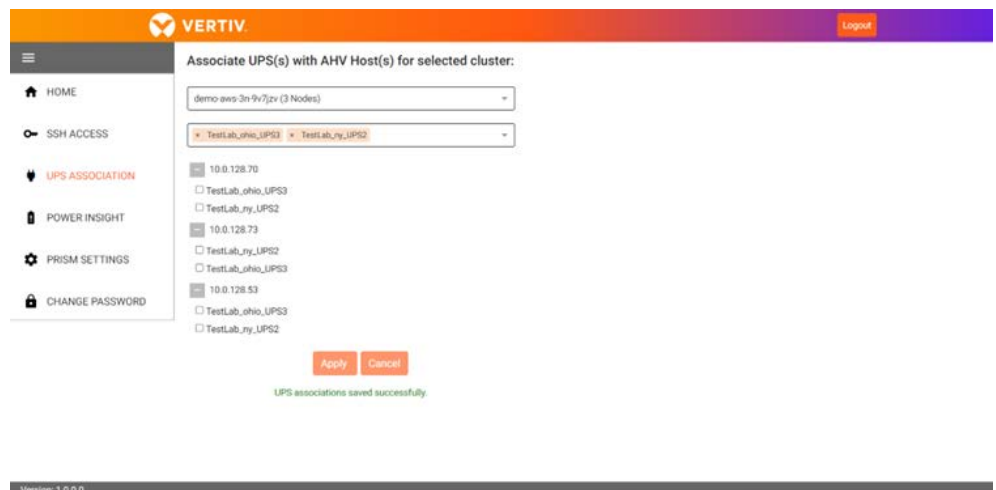 VERTIV.
Logout
Associate UPS(s) with AHV Host(s) for selected cluster:
HOME
SSH ACCESS
UPS ASSOCIATION
POWER INSIGHT
PRISM SETTINGS
CHANGE PASSWORD
demo-aws-3n-9v7jzv (3 Nodes)
× TestLab_ohio_UPS3 × TestLab_ny_UPS2
10.0.128.70
TestLab_ohio_UPS3
TestLab_ny_UPS2
10.0.128.73
TestLab_ny_UPS2
TestLab_ohio_UPS3
10.0.128.53
TestLab_ohio_UPS3
TestLab_ny_UPS2
Apply Cancel
UPS associations saved successfully.
Version: 1.0.0.0